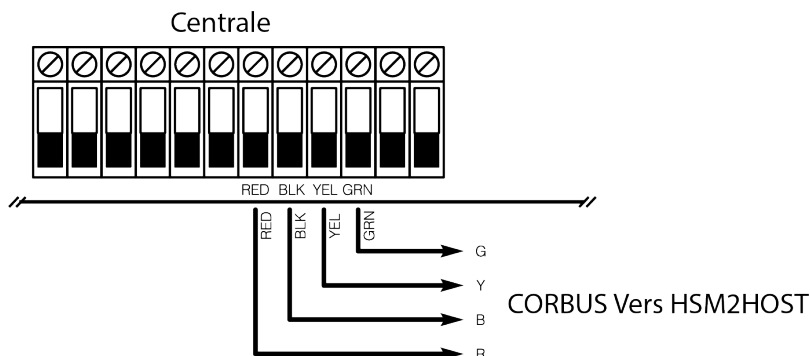 Centrale
RED BLK YEL GRN
RED
BLK
YEL
GRN
G
Y
CORBUS Vers HSM2HOST
B
R